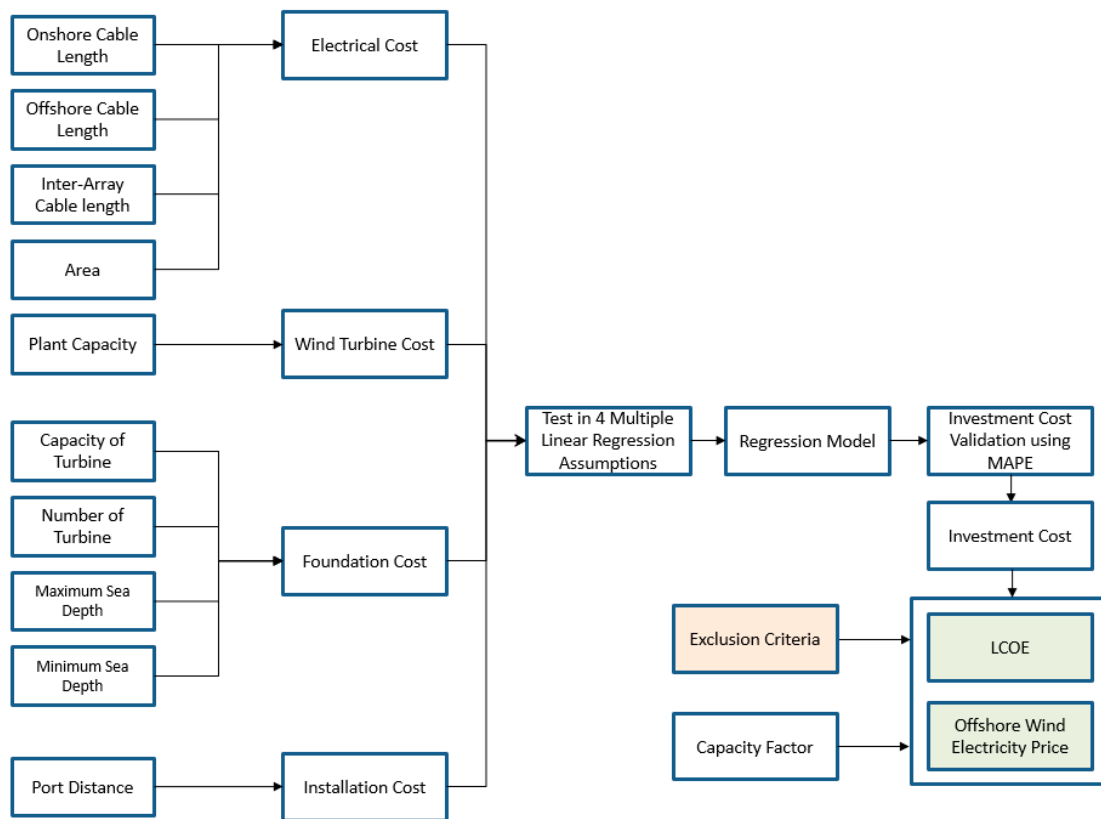 Onshore Cable
Length
Electrical Cost
Offshore Cable
Length
Inter-Array
Cable length
Area
Plant Capacity
Wind Turbine Cost
Capacity of
Turbine
Number of
Turbine
Foundation Cost
Maximum Sea
Depth
Minimum Sea
Depth
Port Distance
Installation Cost
Test in 4 Multiple
Linear Regression
Assumptions
Regression Model
Investment Cost
Validation using
MAPE
Investment Cost
Exclusion Criteria
LCOE
Capacity Factor
Offshore Wind
Electricity Price